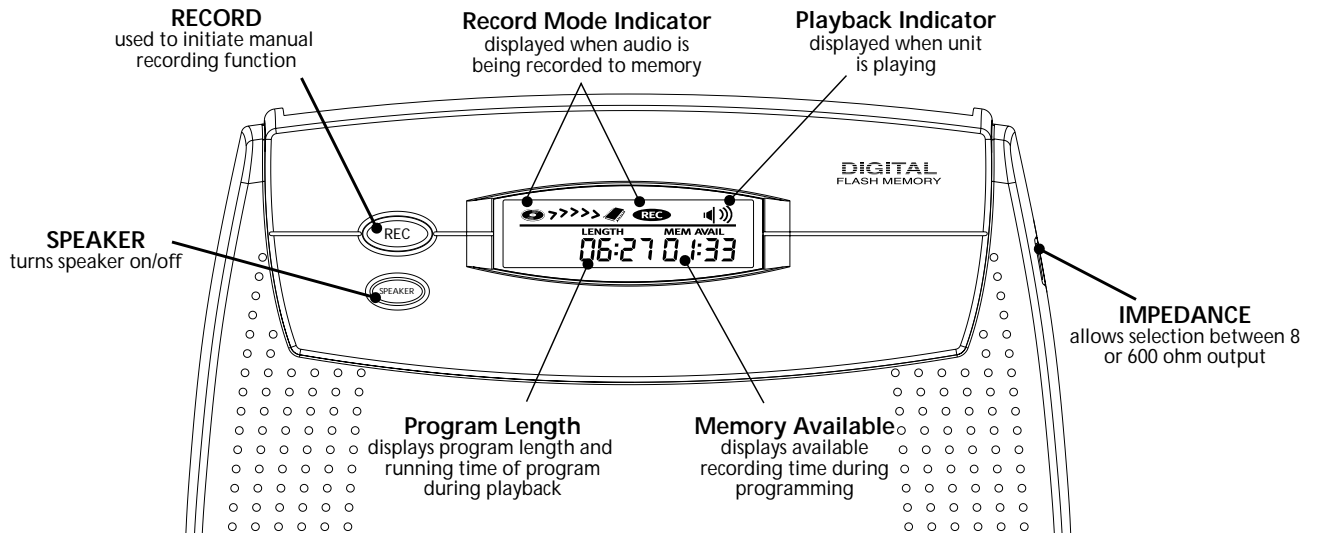 RECORD
used to initiate manual
recording function
Record Mode Indicator
displayed when audio is
being recorded to memory
Playback Indicator
displayed when unit
is playing
DIGITAL
FLASH MEMORY
REC
REC
LENGTH
MEM AVAIL
06:27 01:33
SPEAKER
turns speaker on/off
SPEAKER
IMPEDANCE
allows selection between 8
or 600 ohm output
Program Length
displays program length and
running time of program
during playback
Memory Available
displays available
recording time during
programming